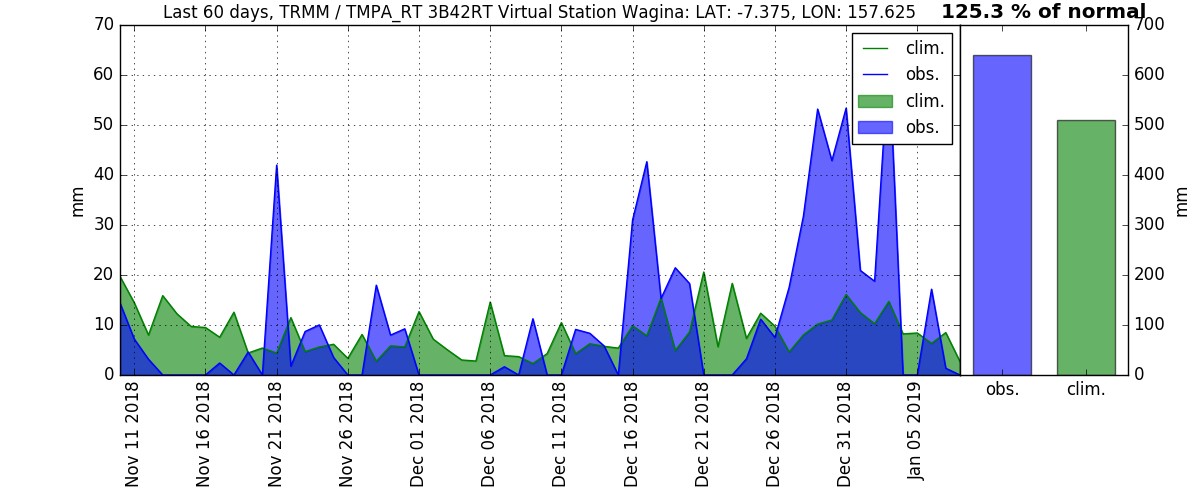 Last 60 days, TRMM / TMPA_RT 3B42RT Virtual Station Wagina: LAT: -7.375, LON: 157.625
125.3 % of normal
70
60
50
40
30
20
10
0
mm
clim.
obs.
clim.
obs.
700
600
500
400
300
200
100
0
mm
obs.
clim.
Nov 11 2018
Nov 16 2018
Nov 21 2018
Nov 26 2018
Dec 01 2018
Dec 06 2018
Dec 11 2018
Dec 16 2018
Dec 21 2018
Dec 26 2018
Dec 31 2018
Jan 05 2019